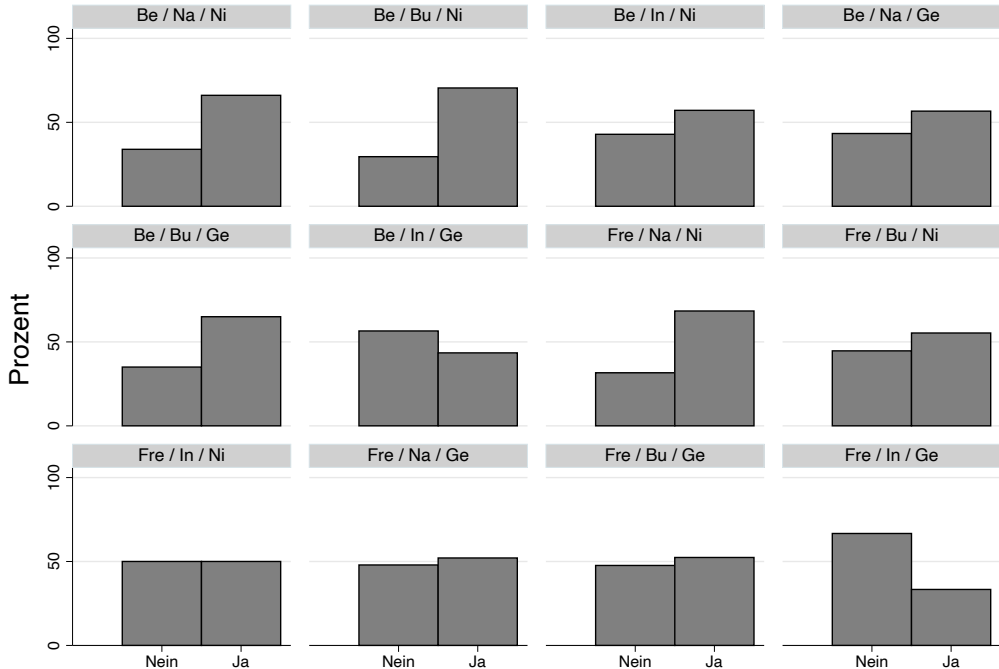 Be / Na / Ni
Be / Bu / Ni
Be / In / Ni
Be / Na / Ge
100
50
0
Be / Bu / Ge
Be / In / Ge
Fre / Na / Ni
Fre / Bu / Ni
100
50
0
Prozent
Fre / In / Ni
Fre / Na / Ge
Fre / Bu / Ge
Fre / In / Ge
100
50
0
Nein Ja
Nein Ja
Nein Ja
Nein Ja